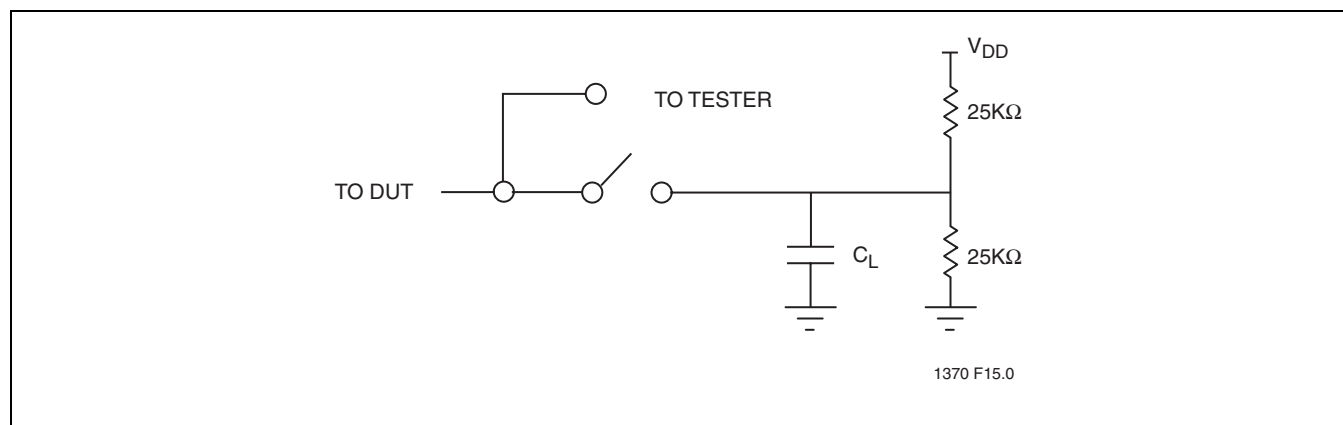 VDD
TO TESTER
25KΩ
TO DUT
CL
25KΩ
1370 F15.0